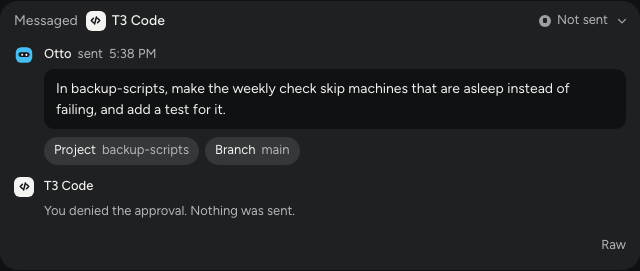 Messaged T3 Code Not sent
Otto sent 5:38 PM
In backup-scripts, make the weekly check skip machines that are asleep instead of
failing, and add a test for it.
Project backup-scripts Branch main
T3 Code
You denied the approval. Nothing was sent.
Raw